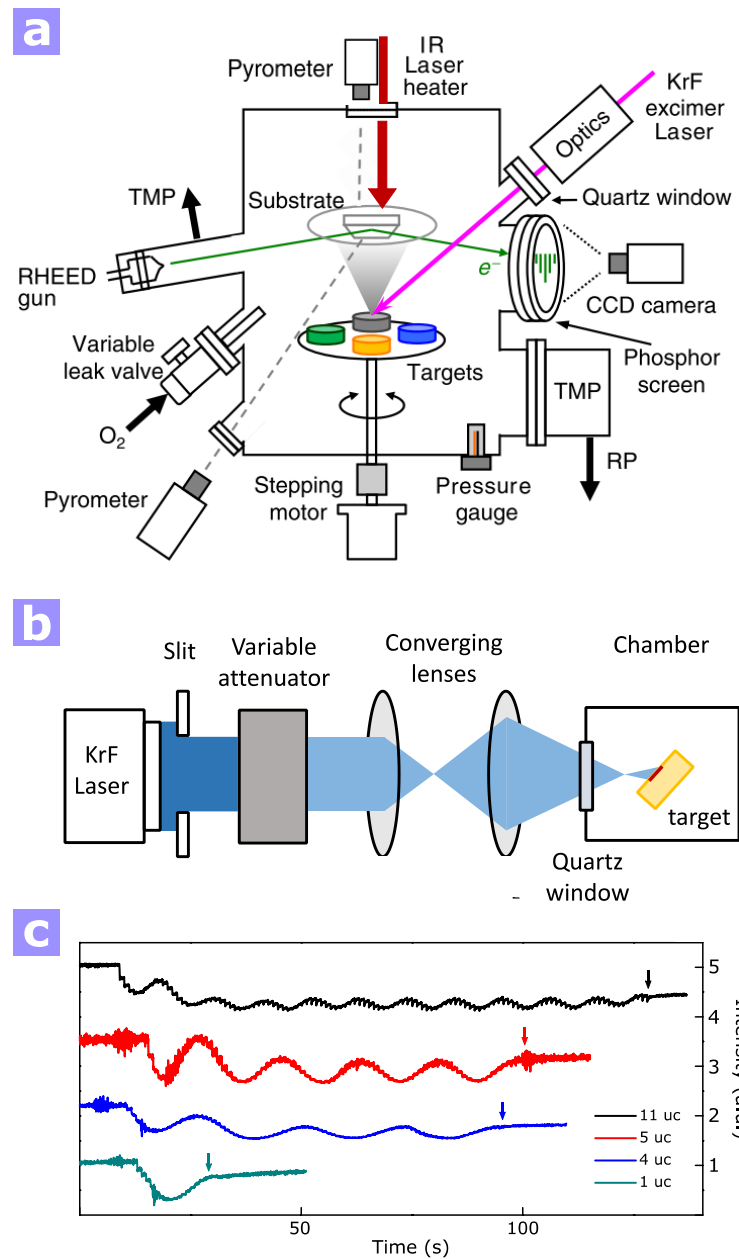 a
Pyrometer
IR
Laser
heater
KrF
excimer
Laser
Optics
TMP
Substrate
Quartz window
RHEED
gun
e⁻
CCD camera
Variable
leak valve
Targets
Phosphor
screen
TMP
O₂
RP
Pyrometer
Stepping
motor
Pressure
gauge
b
Slit
Variable
attenuator
Converging
lenses
Chamber
KrF
Laser
target
Quartz
window
c
5
4
3
2
1
11 uc
5 uc
4 uc
1 uc
50
100
Time (s)